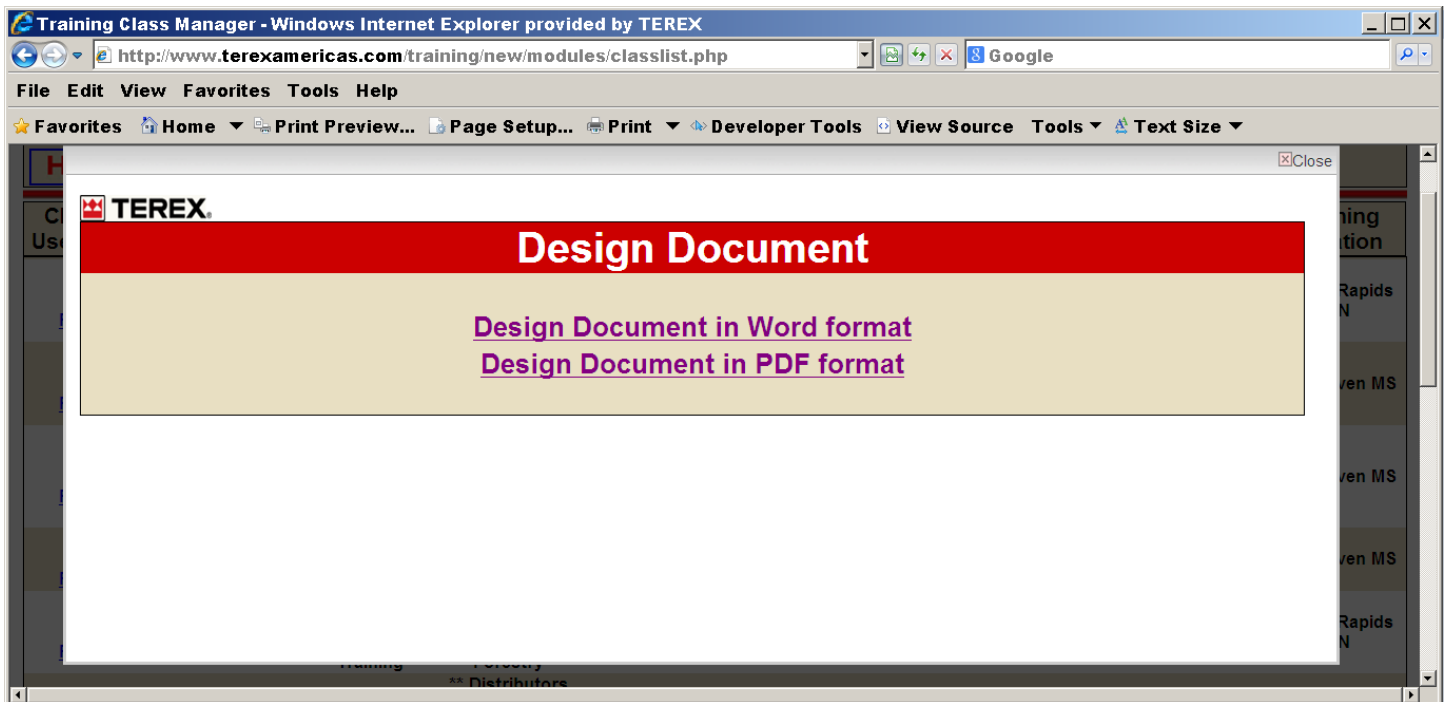 Training Class Manager - Windows Internet Explorer provided by TEREX
http://www.terexamericas.com/training/new/modules/classlist.php
Google
File Edit View Favorites Tools Help
Favorites Home Print Preview... Page Setup... Print Developer Tools View Source Tools Text Size
Close
TEREX.
Design Document
Design Document in Word format
Design Document in PDF format
Rapids
N
ven MS
ven MS
ven MS
Rapids
N
Training
Forestry
** Distributors